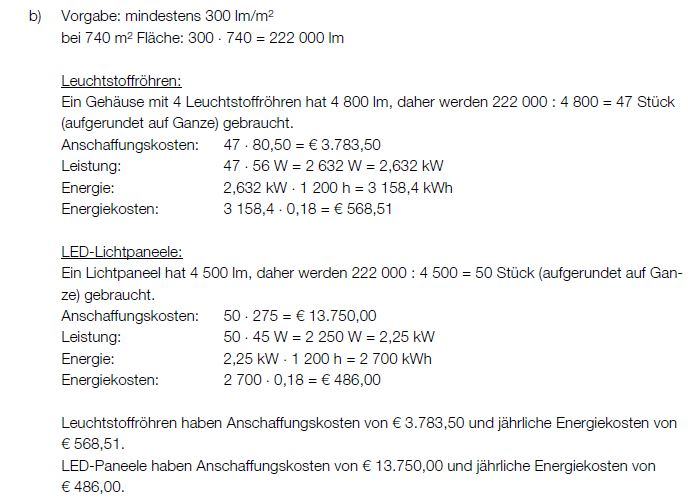 b) Vorgabe: mindestens 300 lm/m²
bei 740 m² Fläche: 300 · 740 = 222 000 lm
Leuchtstoffröhren:
Ein Gehäuse mit 4 Leuchtstoffröhren hat 4 800 lm, daher werden 222 000 : 4 800 = 47 Stück
(aufgerundet auf Ganze) gebraucht.
Anschaffungskosten: 47 · 80,50 = € 3.783,50
Leistung: 47 · 56 W = 2 632 W = 2,632 kW
Energie: 2,632 kW · 1 200 h = 3 158,4 kWh
Energiekosten: 3 158,4 · 0,18 = € 568,51
LED-Lichtpaneele:
Ein Lichtpaneel hat 4 500 lm, daher werden 222 000 : 4 500 = 50 Stück (aufgerundet auf Gan-
ze) gebraucht.
Anschaffungskosten: 50 · 275 = € 13.750,00
Leistung: 50 · 45 W = 2 250 W = 2,25 kW
Energie: 2,25 kW · 1 200 h = 2 700 kWh
Energiekosten: 2 700 · 0,18 = € 486,00
Leuchtstoffröhren haben Anschaffungskosten von € 3.783,50 und jährliche Energiekosten von
€ 568,51.
LED-Paneele haben Anschaffungskosten von € 13.750,00 und jährliche Energiekosten von
€ 486,00.